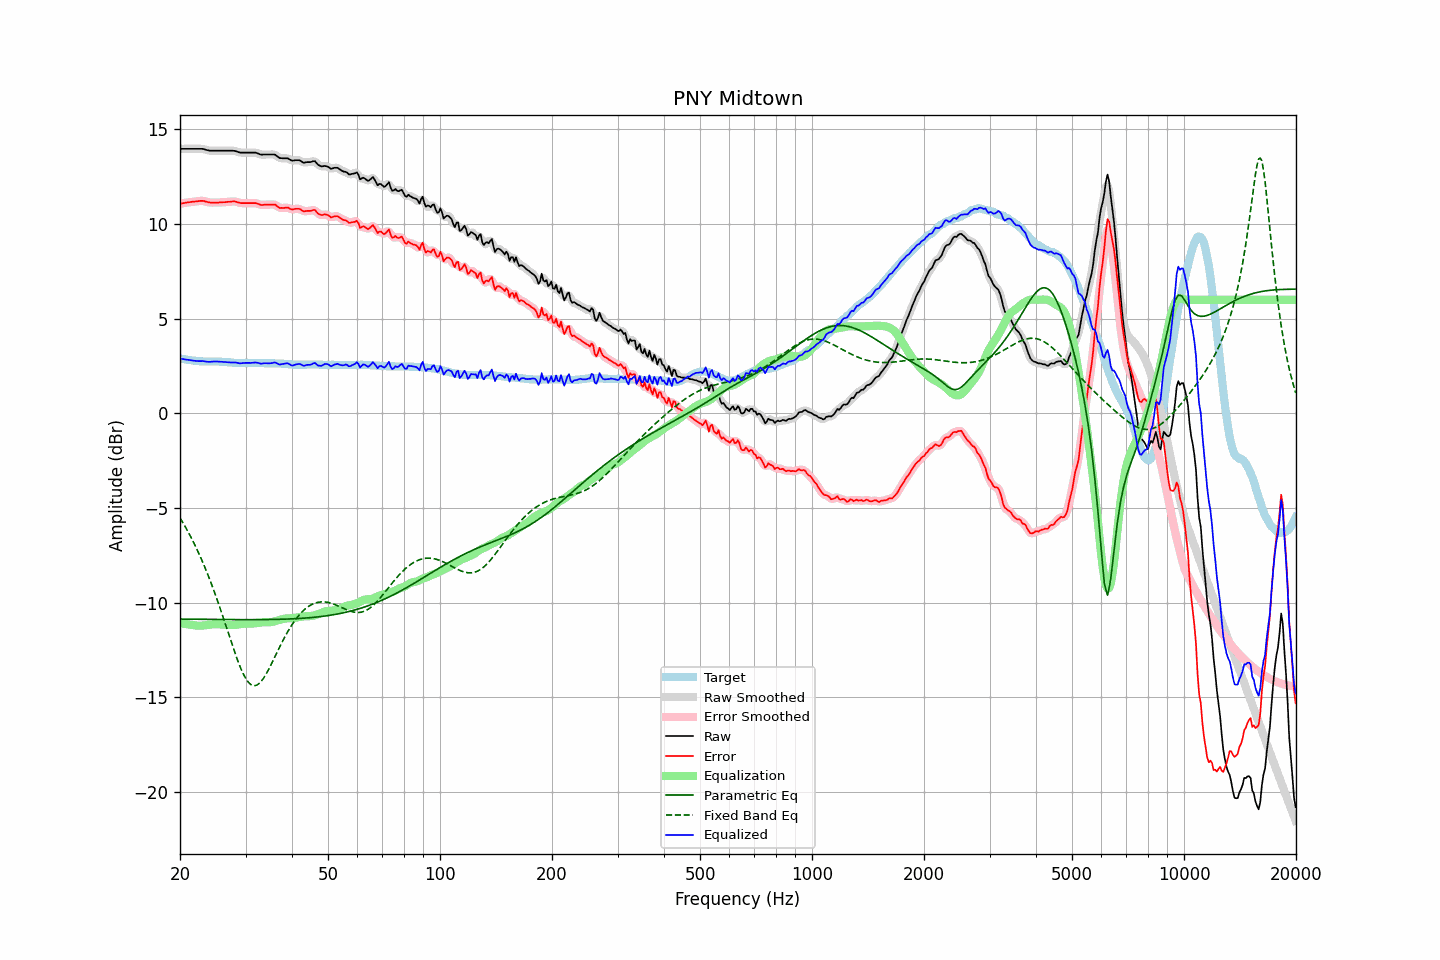 PNY Midtown
15
10
5
0
−5
−10
−15
−20
Amplitude (dBr)
Target
Raw Smoothed
Error Smoothed
Raw
Error
Equalization
Parametric Eq
Fixed Band Eq
Equalized
20 50 100 200 500 1000 2000 5000 10000 20000
Frequency (Hz)